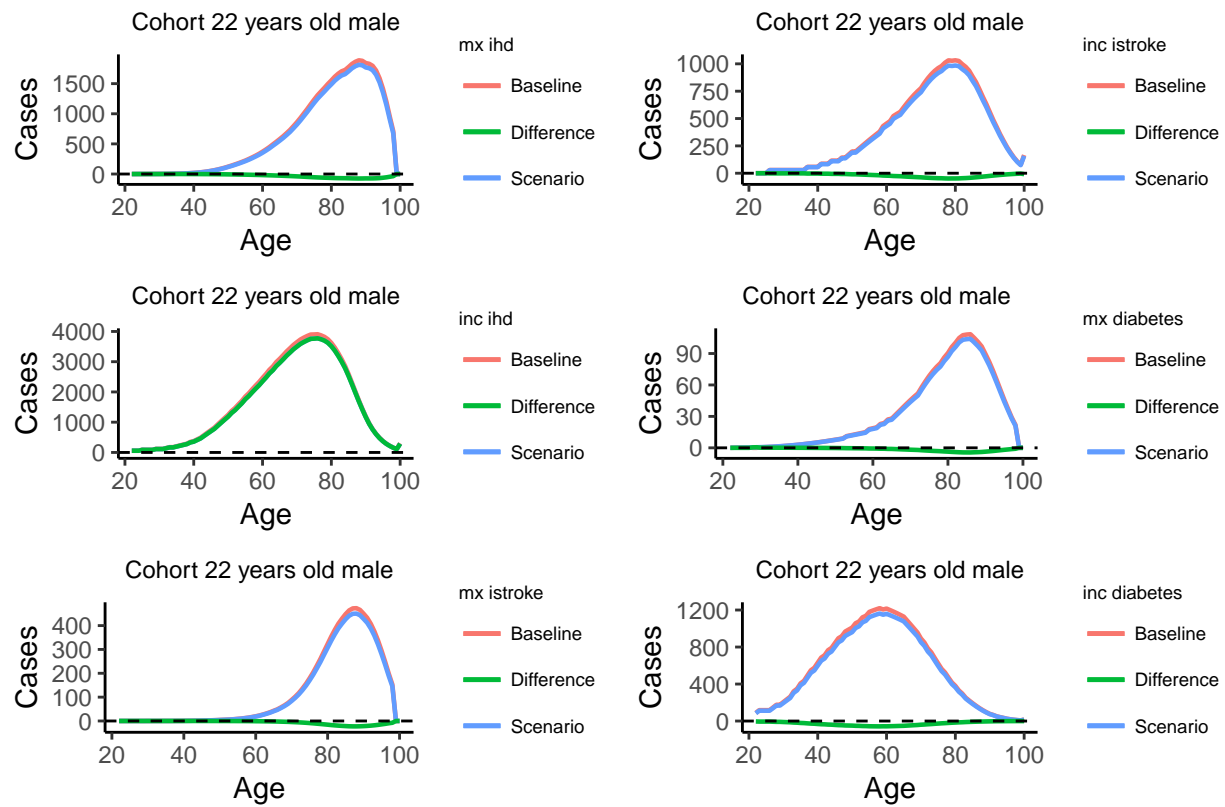 Cohort 22 years old male
Cases
1500
1000
500
0
20 40 60 80 100
Age
mx ihd
Baseline
Difference
Scenario
Cohort 22 years old male
Cases
1000
750
500
250
0
20 40 60 80 100
Age
inc istroke
Baseline
Difference
Scenario
Cohort 22 years old male
Cases
4000
3000
2000
1000
0
20 40 60 80 100
Age
inc ihd
Baseline
Difference
Scenario
Cohort 22 years old male
Cases
90
60
30
0
20 40 60 80 100
Age
mx diabetes
Baseline
Difference
Scenario
Cohort 22 years old male
Cases
400
300
200
100
0
20 40 60 80 100
Age
mx istroke
Baseline
Difference
Scenario
Cohort 22 years old male
Cases
1200
800
400
0
20 40 60 80 100
Age
inc diabetes
Baseline
Difference
Scenario